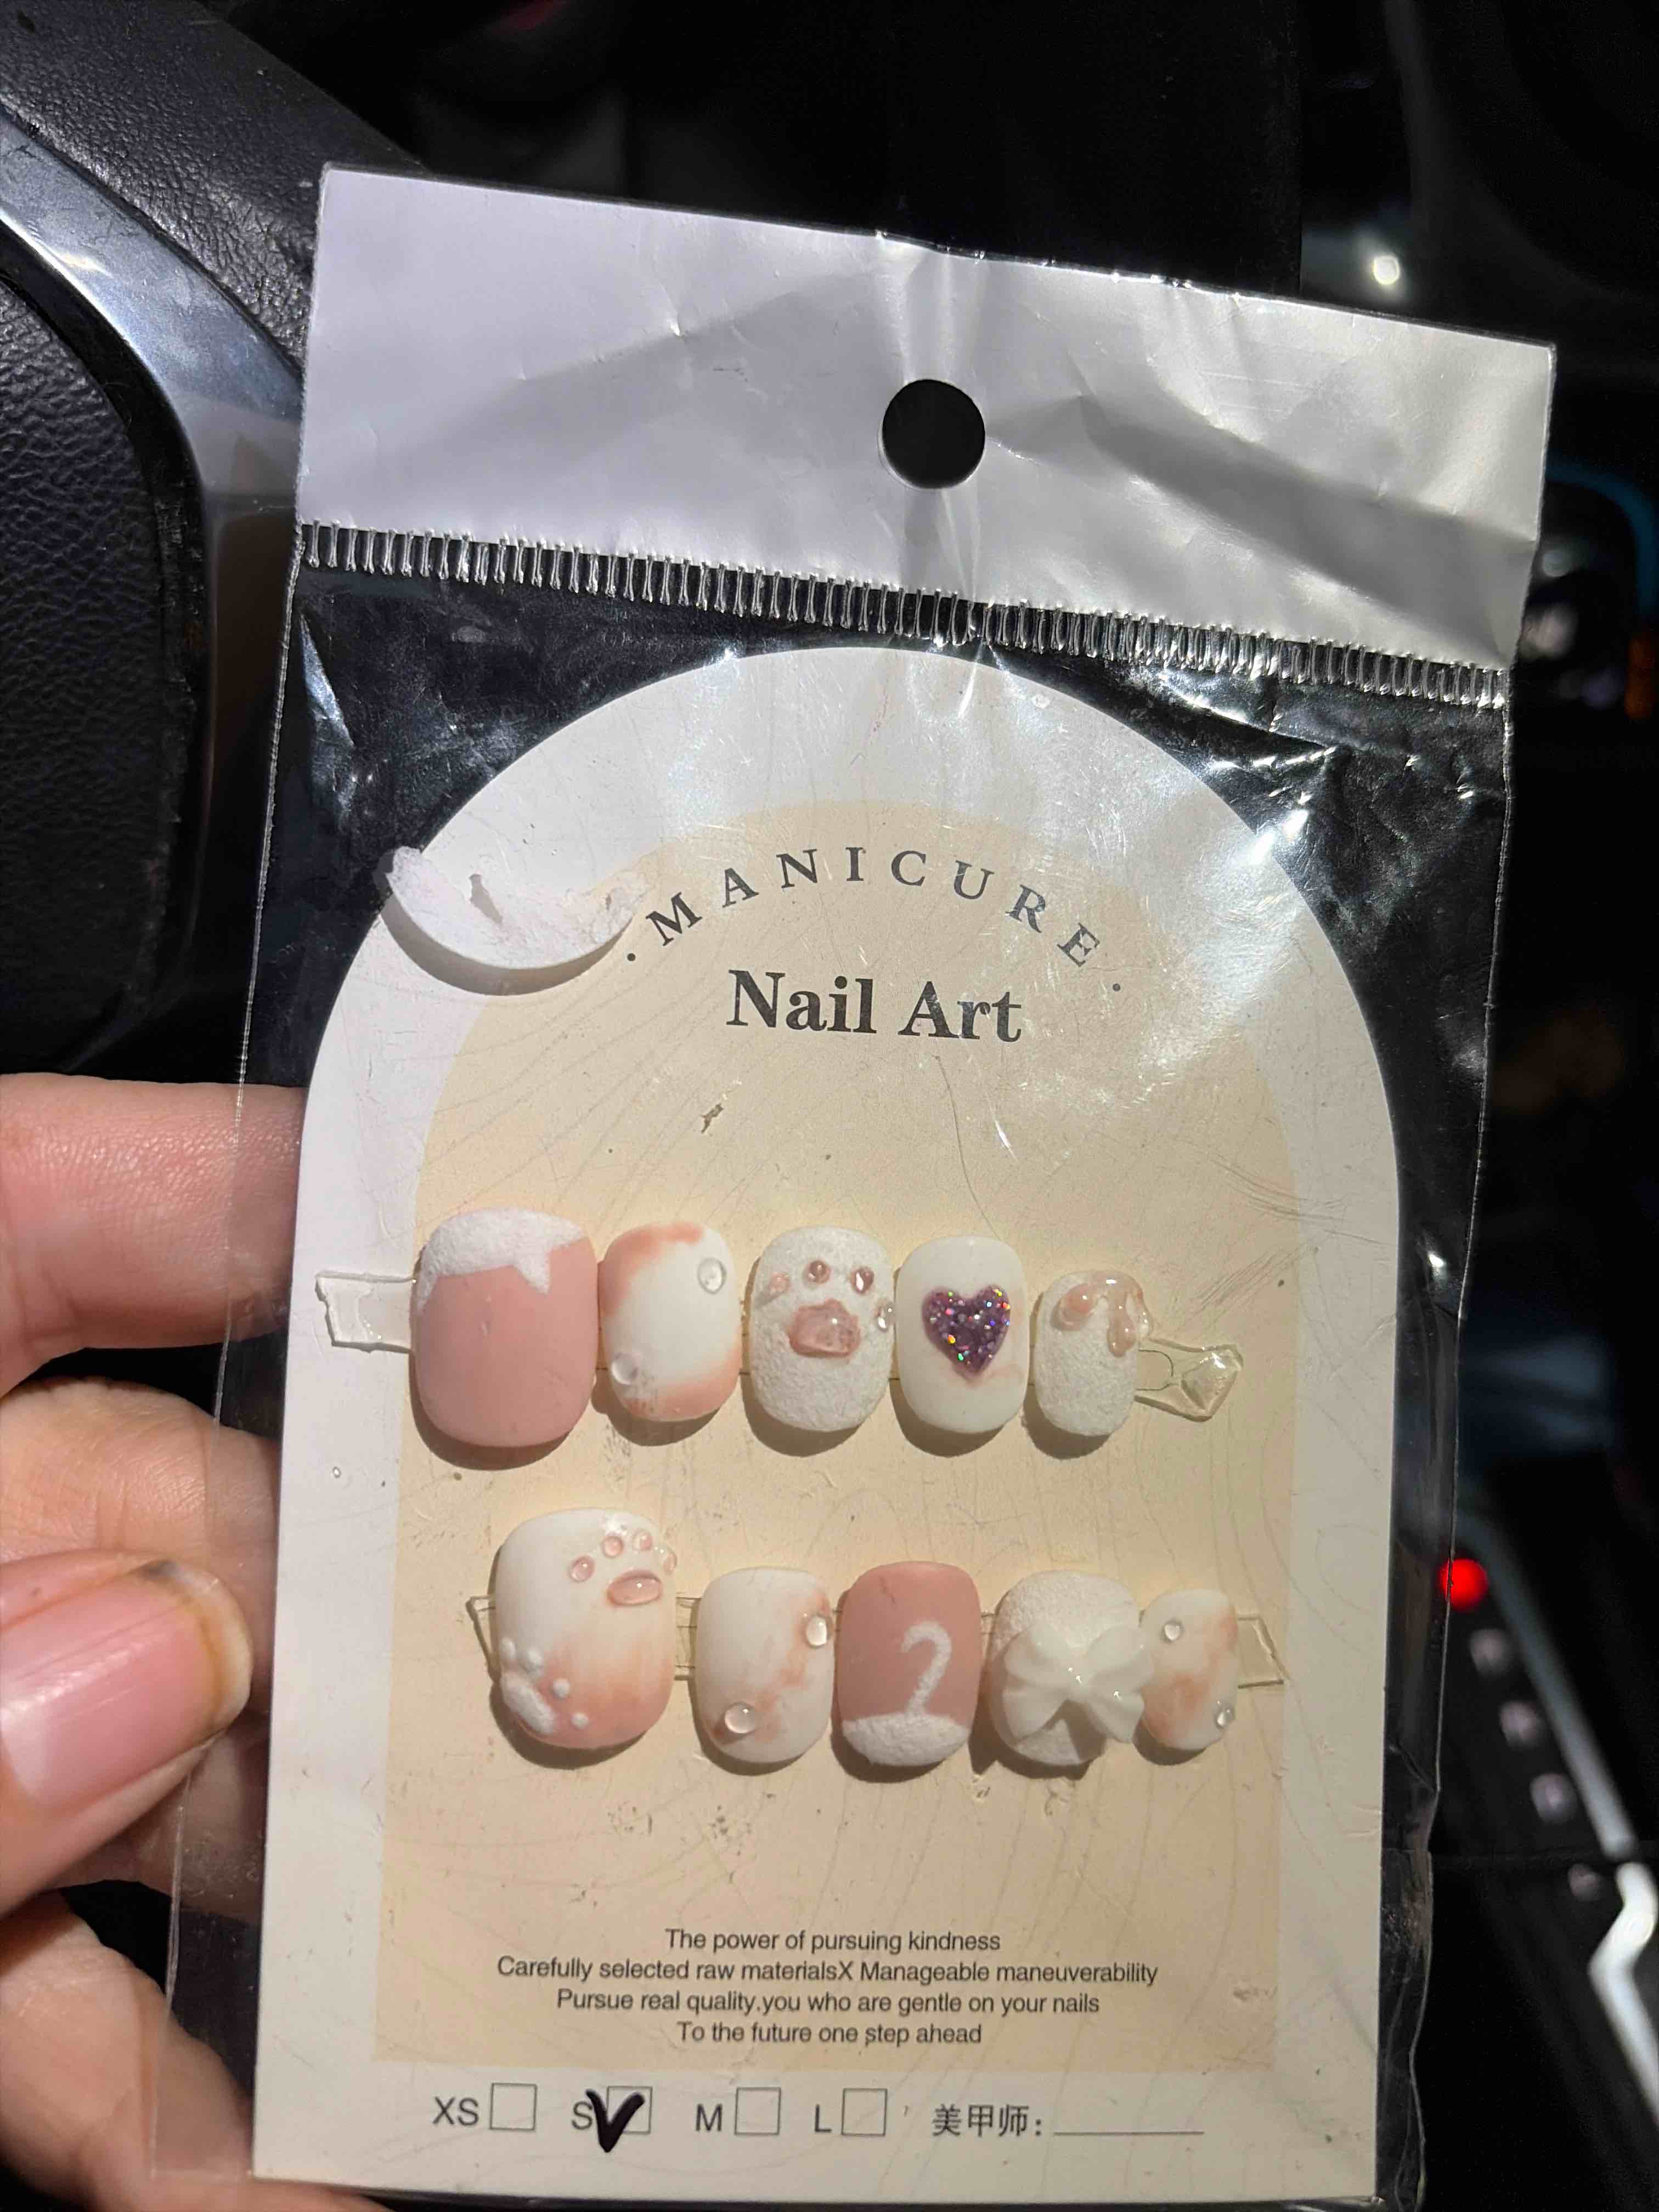 · MANICURE ·
Nail Art
2
The power of pursuing kindness
Carefully selected raw materialsX Manageable maneuverability
Pursue real quality.you who are gentle on your nails
To the future one step ahead
XS S M L 美甲师: